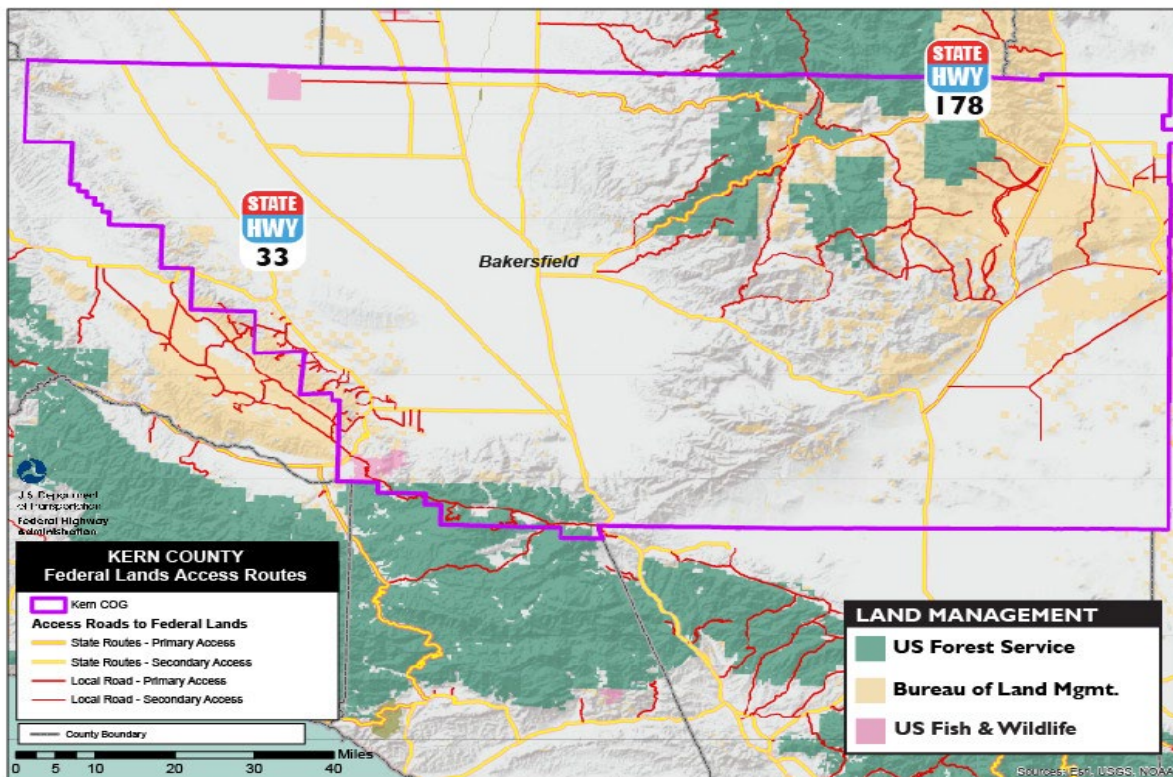 STATE
HWY
178
STATE
HWY
33
Bakersfield
U.S. Department
of Transportation
Federal Highway
Administration
KERN COUNTY
Federal Lands Access Routes
Kern COG
Access Roads to Federal Lands
State Routes - Primary Access
State Routes - Secondary Access
Local Road - Primary Access
Local Road - Secondary Access
County Boundary
Miles
0 5 10 20 30 40
LAND MANAGEMENT
US Forest Service
Bureau of Land Mgmt.
US Fish & Wildlife
Sources: Esri, USGS, NOAA